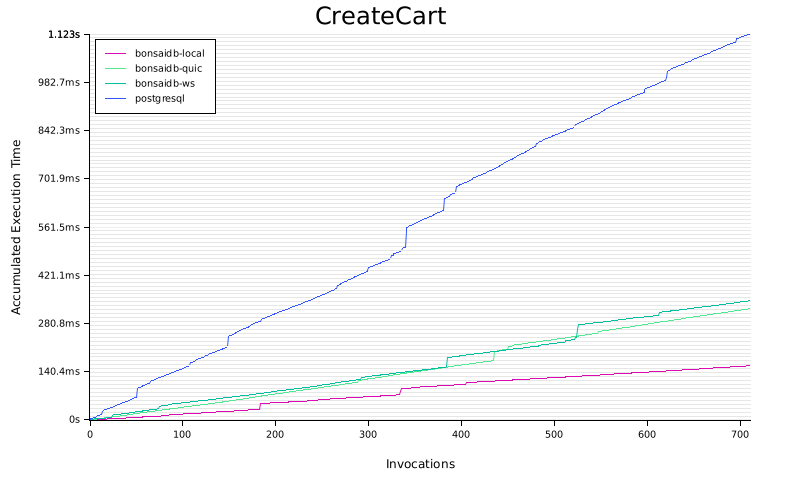 CreateCart
1.123s
982.7ms
842.3ms
701.9ms
561.5ms
421.1ms
280.8ms
140.4ms
0s
Accumulated Execution Time
bonsaidb-local
bonsaidb-quic
bonsaidb-ws
postgresql
0 100 200 300 400 500 600 700
Invocations